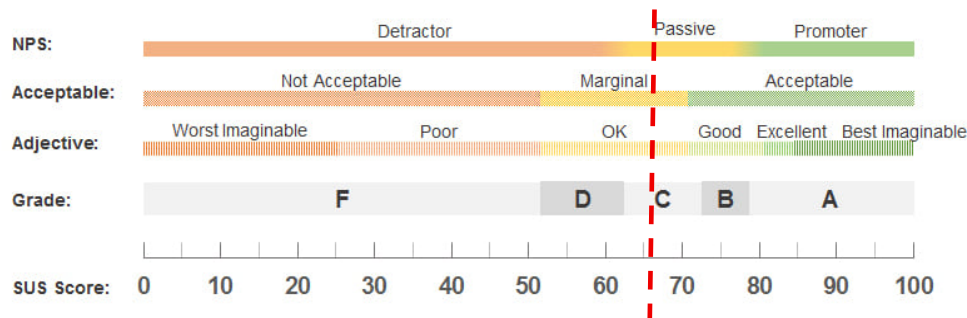 NPS: Detractor Passive Promoter
Acceptable: Not Acceptable Marginal Acceptable
Adjective: Worst Imaginable Poor OK Good Excellent Best Imaginable
Grade: F D C B A
SUS Score: 0 10 20 30 40 50 60 70 80 90 100